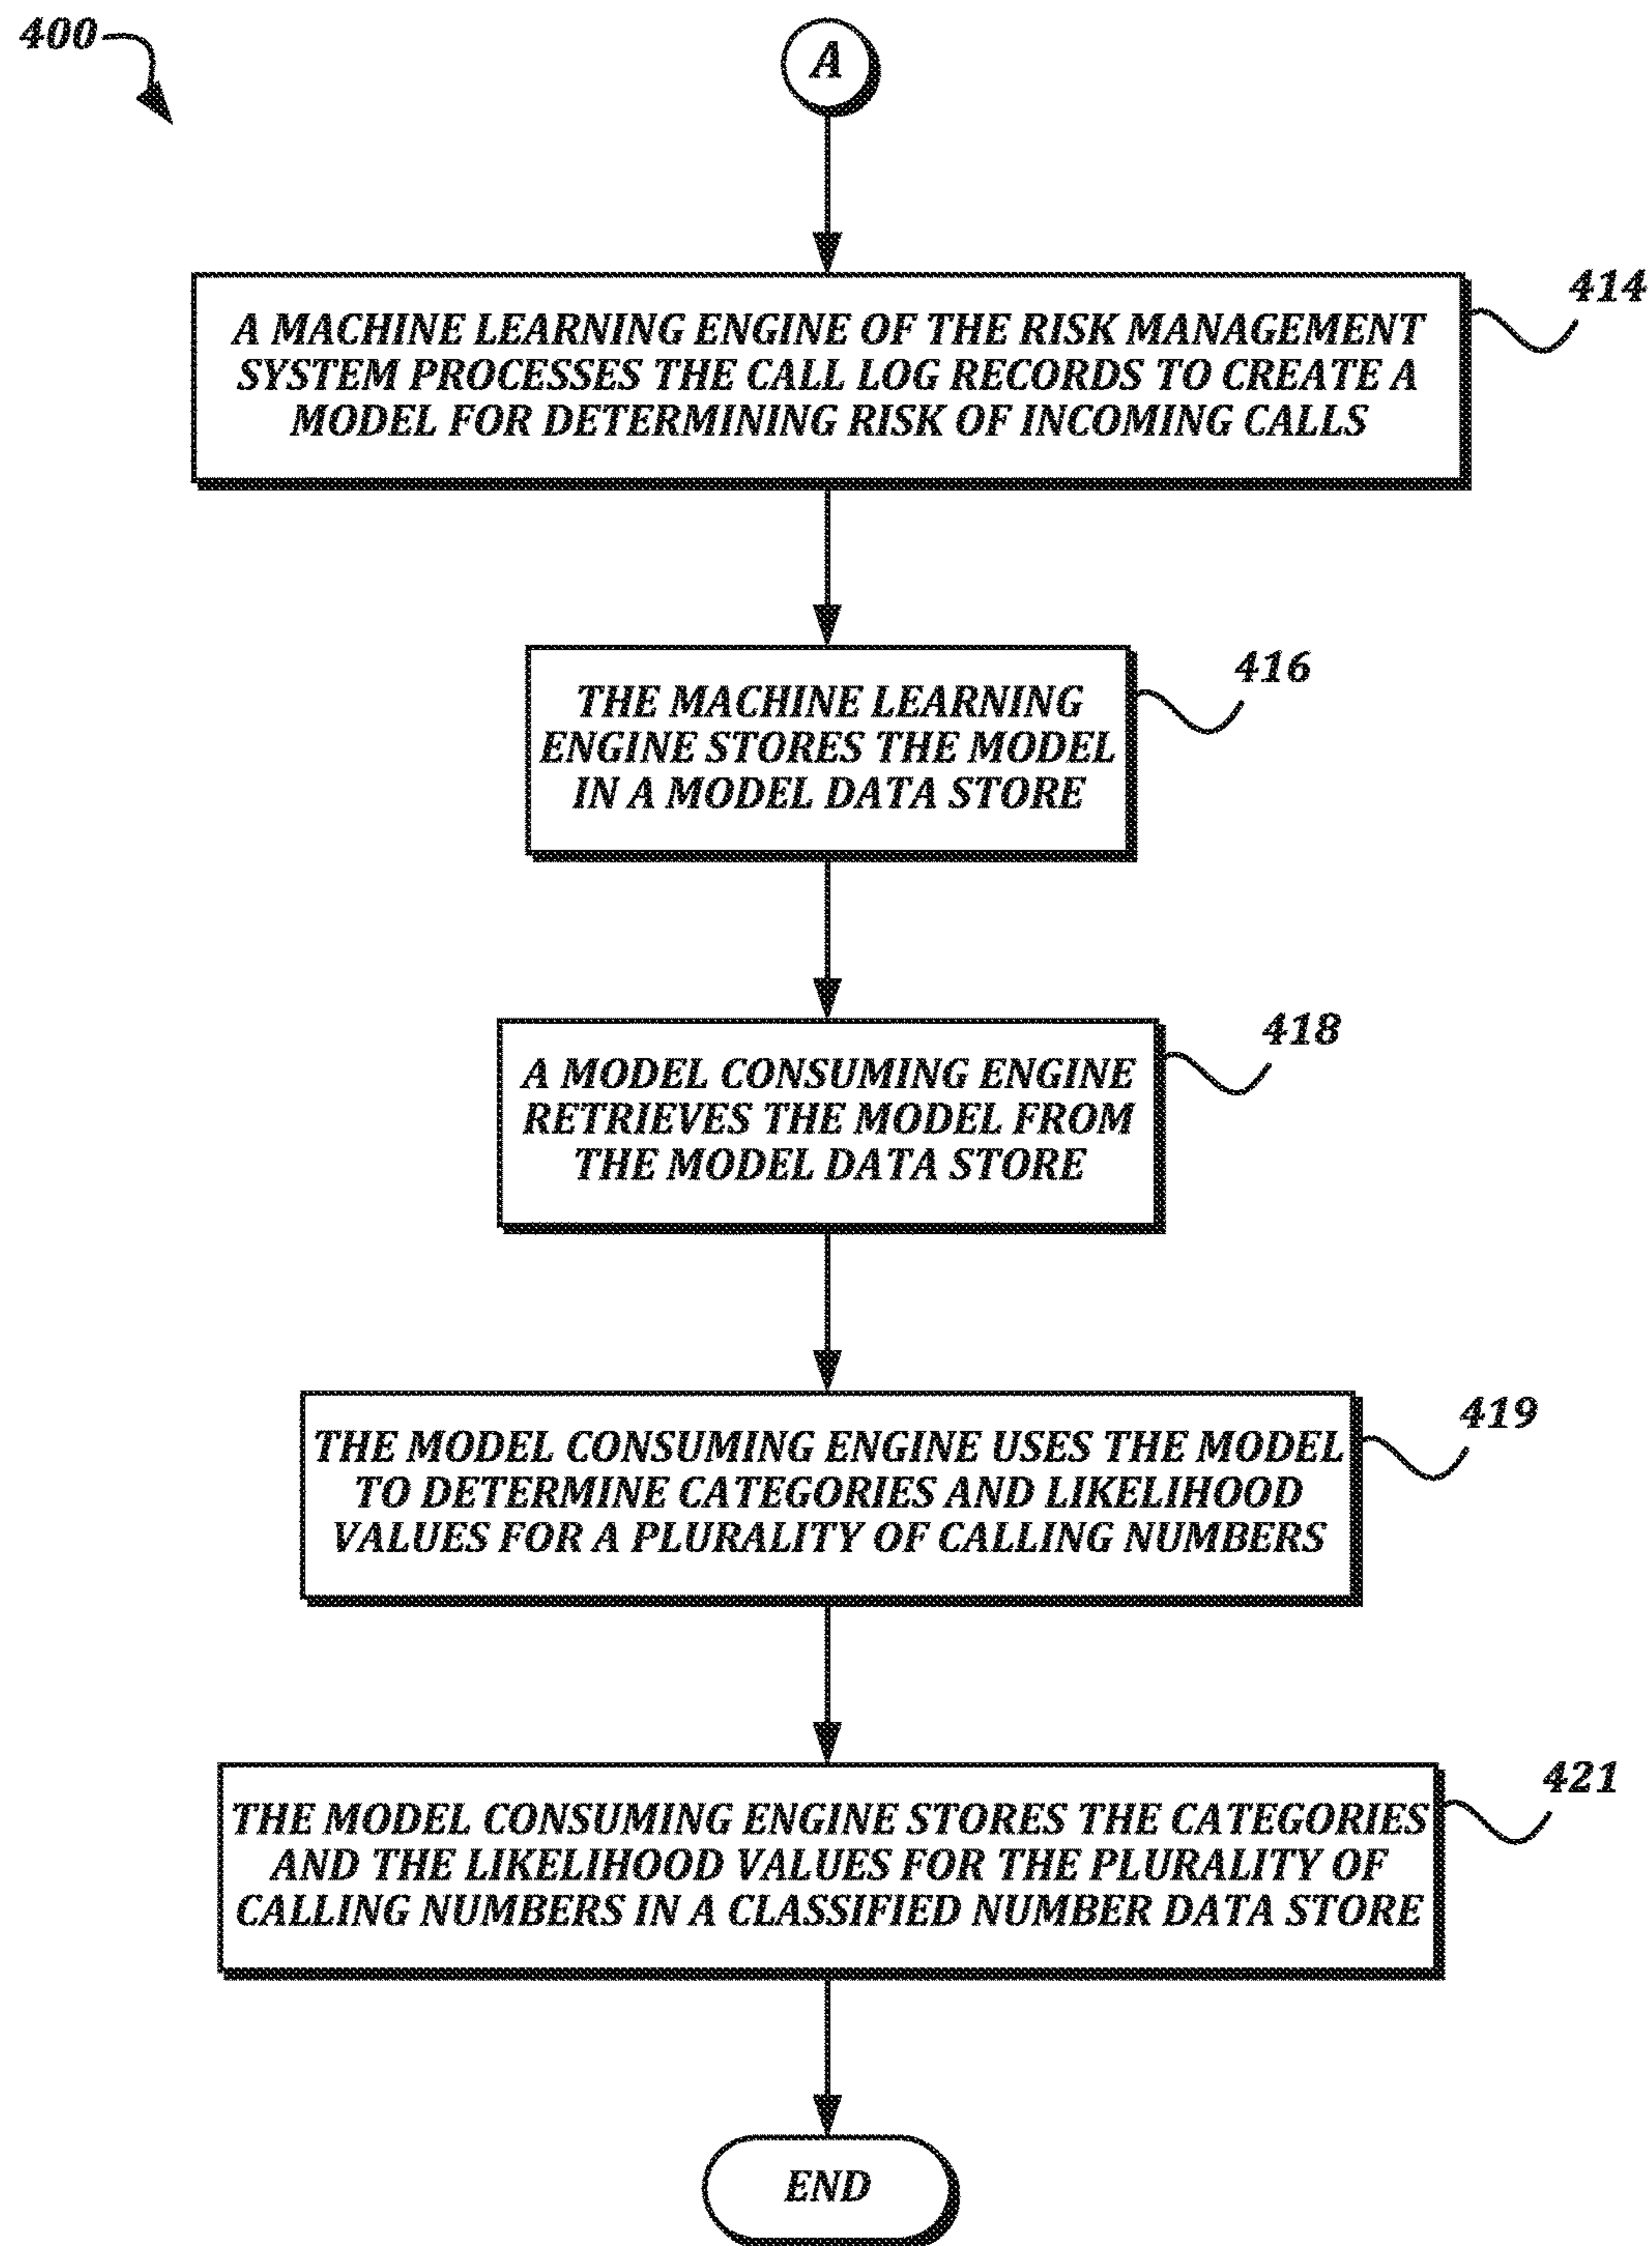 400
A
A MACHINE LEARNING ENGINE OF THE RISK MANAGEMENT
SYSTEM PROCESSES THE CALL LOG RECORDS TO CREATE A
MODEL FOR DETERMINING RISK OF INCOMING CALLS
414
THE MACHINE LEARNING
ENGINE STORES THE MODEL
IN A MODEL DATA STORE
416
A MODEL CONSUMING ENGINE
RETRIEVES THE MODEL FROM
THE MODEL DATA STORE
418
THE MODEL CONSUMING ENGINE USES THE MODEL
TO DETERMINE CATEGORIES AND LIKELIHOOD
VALUES FOR A PLURALITY OF CALLING NUMBERS
419
THE MODEL CONSUMING ENGINE STORES THE CATEGORIES
AND THE LIKELIHOOD VALUES FOR THE PLURALITY OF
CALLING NUMBERS IN A CLASSIFIED NUMBER DATA STORE
421
END